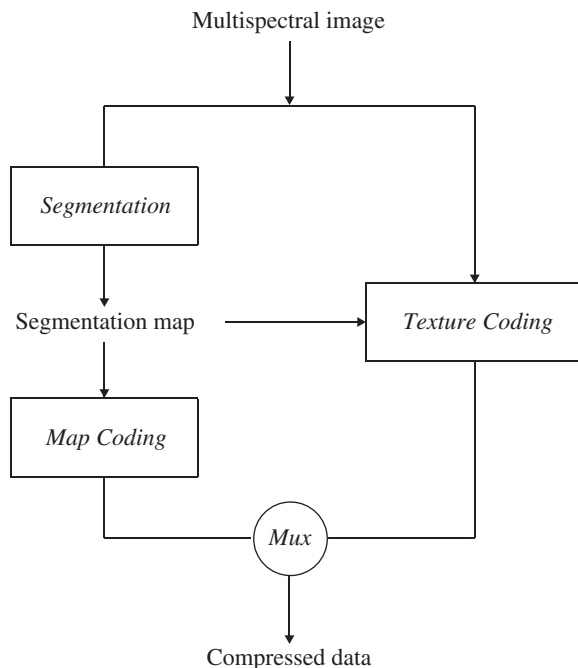 Multispectral image
Segmentation
Segmentation map
Texture Coding
Map Coding
Mux
Compressed data